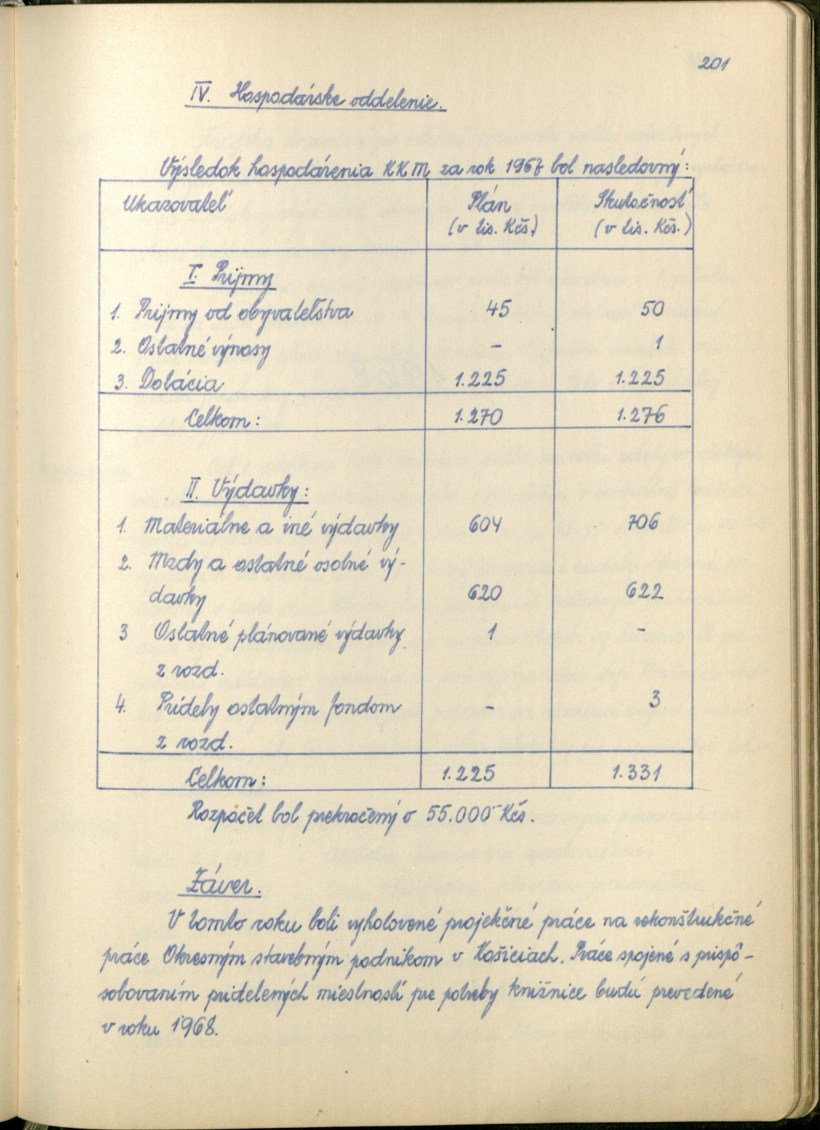 201
IV. Hospodárske oddelenie.
Výsledok hospodárenia KKM za rok 1967 bol nasledovný:
Ukazovateľ Plán Skutočnosť
(v tis. Kčs.) (v tis. Kčs.)
I. Príjmy
1. Príjmy od obyvateľstva 45 50
2. Ostatné výnosy - 1
3. Dotácia 1.225 1.225
Celkom: 1.270 1.276
II. Výdavky:
1. Materiálne a iné výdavky 604 706
2. Mzdy a ostatné osobné vý-
davky 620 622
3 Ostatné plánované výdavky 1 -
z rozd.
4. Prídely ostatným fondom - 3
z rozd.
Celkom: 1.225 1.331
Rozpočet bol prekročený o 55.000 Kčs.
Záver.
V tomto roku boli vyhotovené projekčné práce na rekonštrukčné
práce Okresným stavebným podnikom v Košiciach. Práce spojené s prispô-
sobovaním pridelených miestností pre potreby knižnice budú prevedené
v roku 1968.